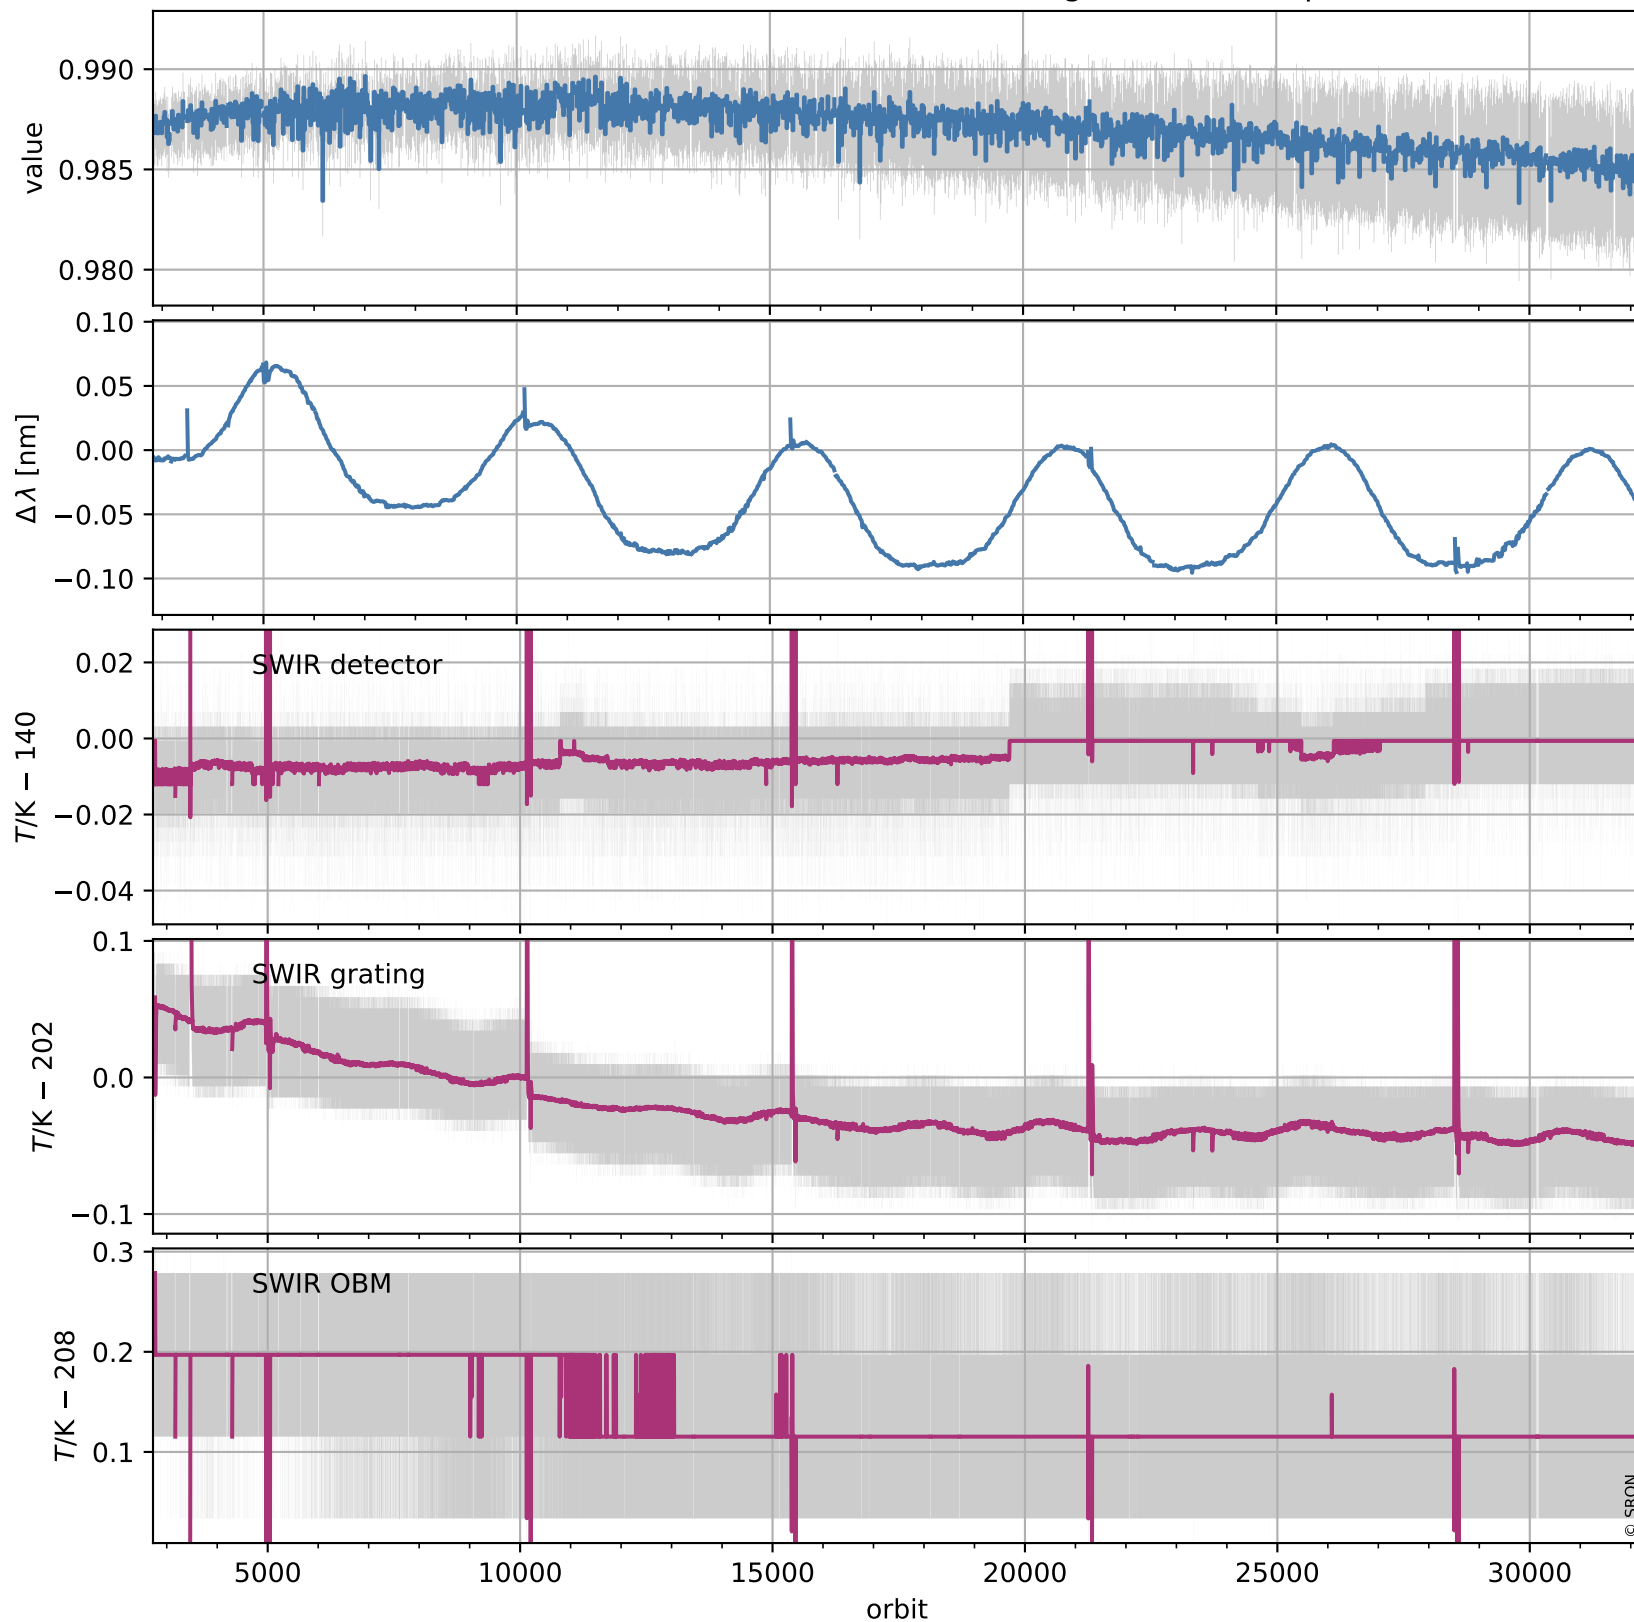 0.990
0.985
0.980
value
0.10
0.05
0.00
−0.05
−0.10
Δλ [nm]
SWIR detector
0.02
0.00
−0.02
−0.04
T/K − 140
SWIR grating
0.1
0.0
−0.1
T/K − 202
SWIR OBM
0.3
0.2
0.1
T/K − 208
© SRON
5000 10000 15000 20000 25000 30000
orbit